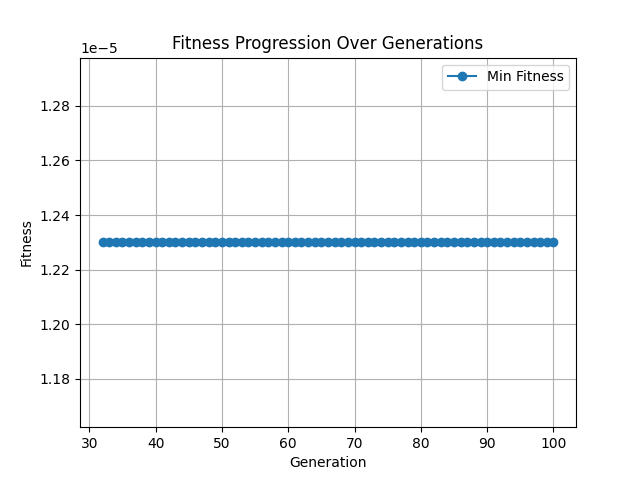 Fitness Progression Over Generations
1e−5
Min Fitness
1.28
1.26
1.24
1.22
1.20
1.18
Fitness
30 40 50 60 70 80 90 100
Generation